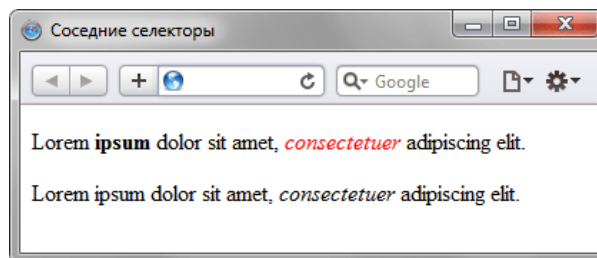 Соседние селекторы
Google
Lorem ipsum dolor sit amet, consectetuer adipiscing elit.
Lorem ipsum dolor sit amet, consectetuer adipiscing elit.